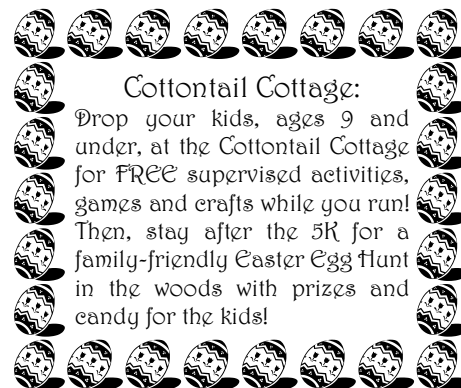 Cottontail Cottage:
Drop your kids, ages 9 and
under, at the Cottontail Cottage
for FREE supervised activities,
games and crafts while you run!
Then, stay after the 5K for a
family-friendly Easter Egg Hunt
in the woods with prizes and
candy for the kids!